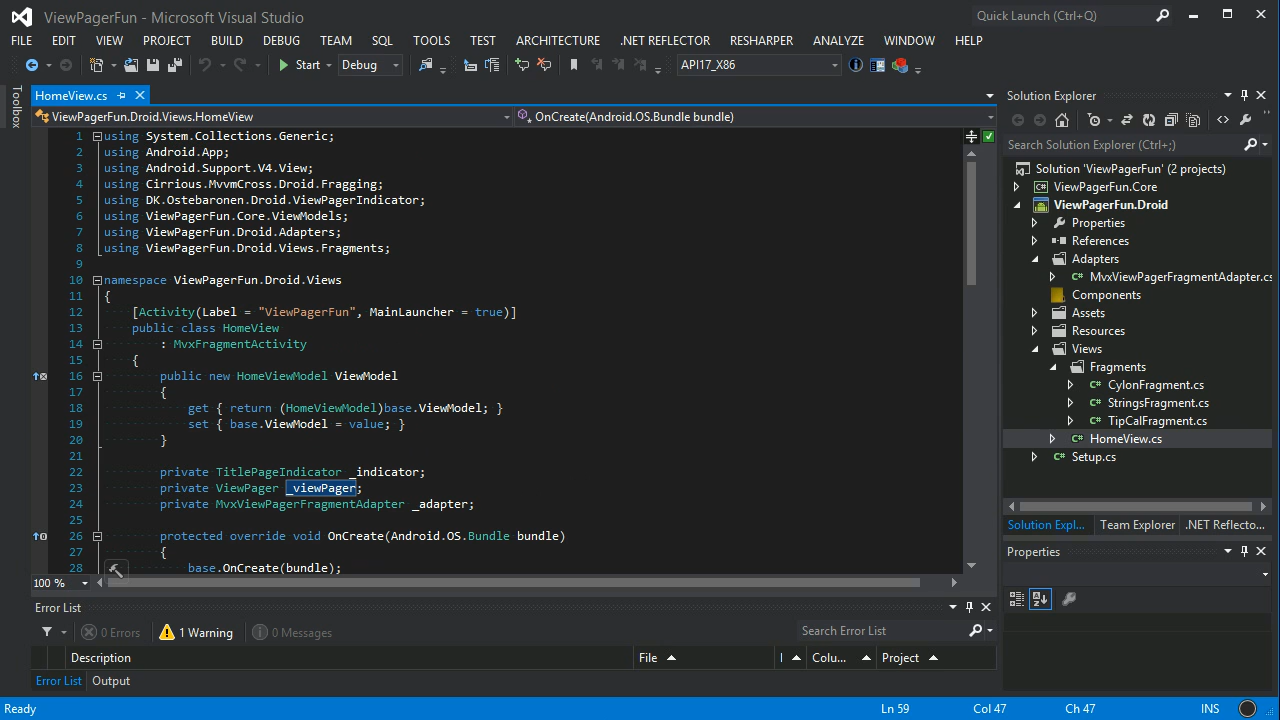 ViewPagerFun - Microsoft Visual Studio
Quick Launch (Ctrl+Q)
FILE EDIT VIEW PROJECT BUILD DEBUG TEAM SQL TOOLS TEST ARCHITECTURE .NET REFLECTOR RESHARPER ANALYZE WINDOW HELP
Start Debug API17_X86
Toolbox
HomeView.cs
ViewPagerFun.Droid.Views.HomeView OnCreate(Android.OS.Bundle bundle)
1 using System.Collections.Generic;
2 using Android.App;
3 using Android.Support.V4.View;
4 using Cirrious.MvvmCross.Droid.Fragging;
5 using DK.Ostebaronen.Droid.ViewPagerIndicator;
6 using ViewPagerFun.Core.ViewModels;
7 using ViewPagerFun.Droid.Adapters;
8 using ViewPagerFun.Droid.Views.Fragments;
9
10 namespace ViewPagerFun.Droid.Views
11 {
12 [Activity(Label = "ViewPagerFun", MainLauncher = true)]
13 public class HomeView
14 : MvxFragmentActivity
15 {
16 public new HomeViewModel ViewModel
17 {
18 get { return (HomeViewModel)base.ViewModel; }
19 set { base.ViewModel = value; }
20 }
21
22 private TitlePageIndicator _indicator;
23 private ViewPager _viewPager;
24 private MvxViewPagerFragmentAdapter _adapter;
25
26 protected override void OnCreate(Android.OS.Bundle bundle)
27 {
28 base.OnCreate(bundle);
100 %
Solution Explorer
Search Solution Explorer (Ctrl+;)
Solution 'ViewPagerFun' (2 projects)
ViewPagerFun.Core
ViewPagerFun.Droid
Properties
References
Adapters
MvxViewPagerFragmentAdapter.cs
Components
Assets
Resources
Views
Fragments
CylonFragment.cs
StringsFragment.cs
TipCalFragment.cs
HomeView.cs
Setup.cs
Solution Expl... Team Explorer .NET Reflecto...
Properties
Error List
0 Errors 1 Warning 0 Messages
Search Error List
Description File Colu... Project
Error List Output
Ready Ln 59 Col 47 Ch 47 INS